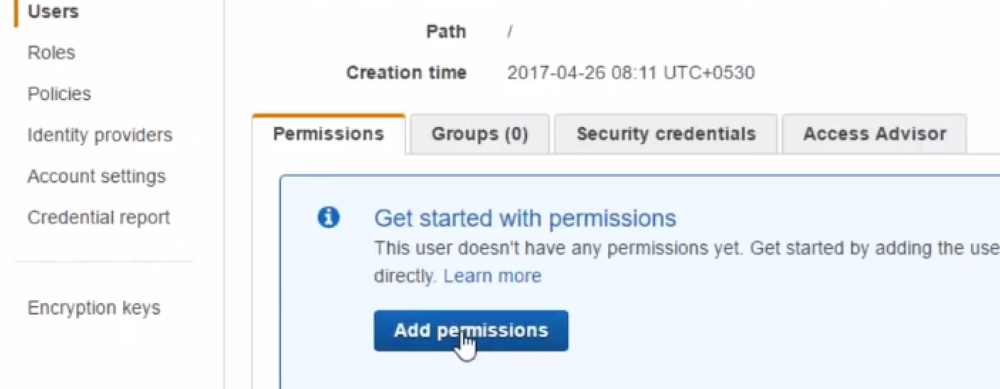 Users
Roles
Policies
Identity providers
Account settings
Credential report
Encryption keys
Path /
Creation time 2017-04-26 08:11 UTC+0530
Permissions Groups (0) Security credentials Access Advisor
Get started with permissions
This user doesn't have any permissions yet. Get started by adding the use
directly. Learn more
Add permissions